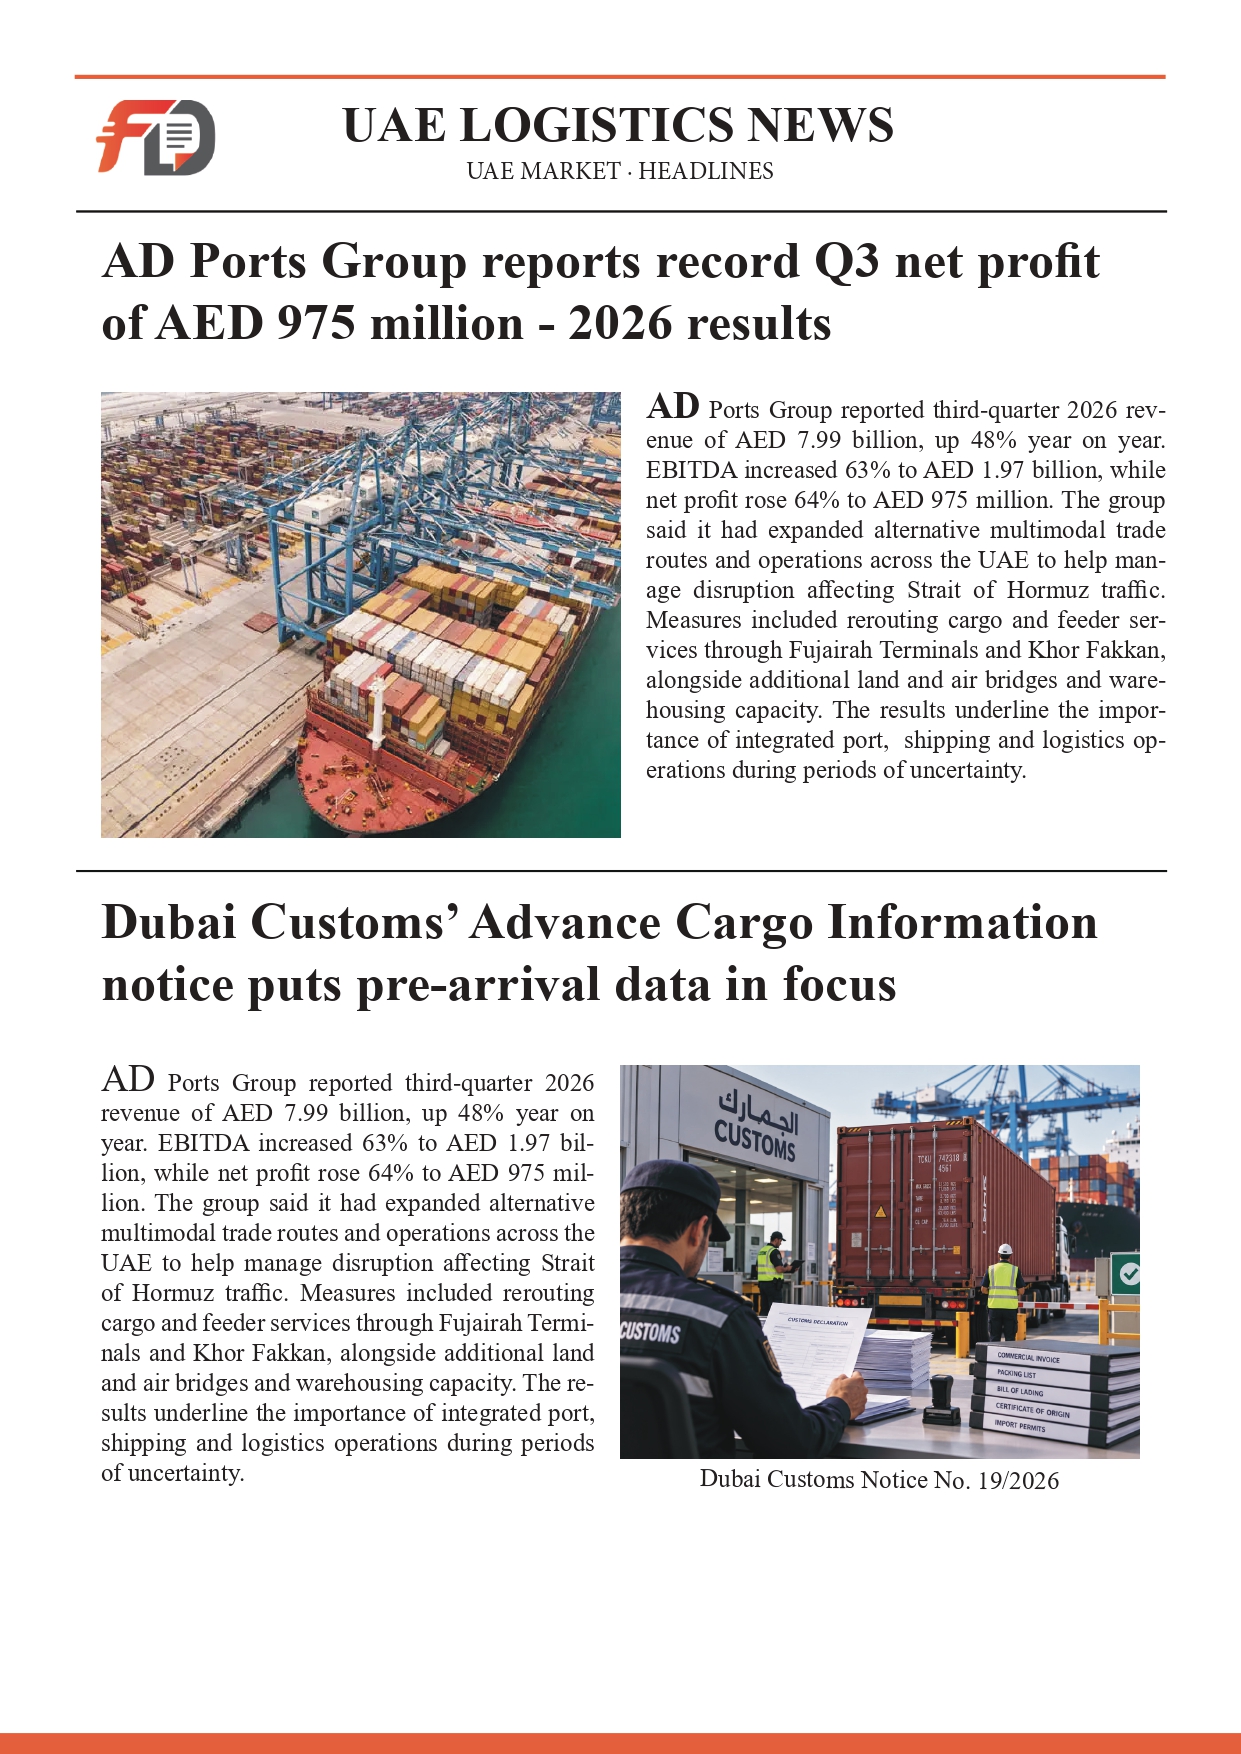 FD
UAE LOGISTICS NEWS
UAE MARKET · HEADLINES
AD Ports Group reports record Q3 net profit
of AED 975 million - 2026 results
AD Ports Group reported third-quarter 2026 rev-
enue of AED 7.99 billion, up 48% year on year.
EBITDA increased 63% to AED 1.97 billion, while
net profit rose 64% to AED 975 million. The group
said it had expanded alternative multimodal trade
routes and operations across the UAE to help man-
age disruption affecting Strait of Hormuz traffic.
Measures included rerouting cargo and feeder ser-
vices through Fujairah Terminals and Khor Fakkan,
alongside additional land and air bridges and ware-
housing capacity. The results underline the impor-
tance of integrated port,  shipping and logistics op-
erations during periods of uncertainty.
Dubai Customs’ Advance Cargo Information
notice puts pre-arrival data in focus
AD Ports Group reported third-quarter 2026
revenue of AED 7.99 billion, up 48% year on
year. EBITDA increased 63% to AED 1.97 bil-
lion, while net profit rose 64% to AED 975 mil-
lion. The group said it had expanded alternative
multimodal trade routes and operations across the
UAE to help manage disruption affecting Strait
of Hormuz traffic. Measures included rerouting
cargo and feeder services through Fujairah Termi-
nals and Khor Fakkan, alongside additional land
and air bridges and warehousing capacity. The re-
sults underline the importance of integrated port,
shipping and logistics operations during periods
of uncertainty.
الجمارك
CUSTOMS
TCKU 742318
4561
CUSTOMS
CUSTOMS DECLARATION
COMMERCIAL INVOICE
PACKING LIST
BILL OF LADING
CERTIFICATE OF ORIGIN
IMPORT PERMITS
Dubai Customs Notice No. 19/2026